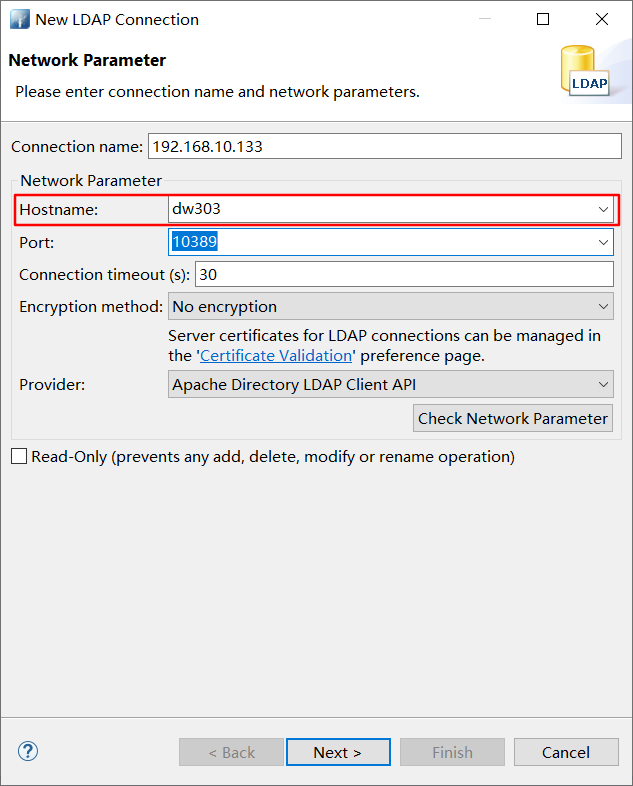 New LDAP Connection
Network Parameter
Please enter connection name and network parameters.
LDAP
Connection name: 192.168.10.133
Network Parameter
Hostname: dw303
Port: 10389
Connection timeout (s): 30
Encryption method: No encryption
Server certificates for LDAP connections can be managed in
the 'Certificate Validation' preference page.
Provider: Apache Directory LDAP Client API
Check Network Parameter
Read-Only (prevents any add, delete, modify or rename operation)
? < Back Next > Finish Cancel